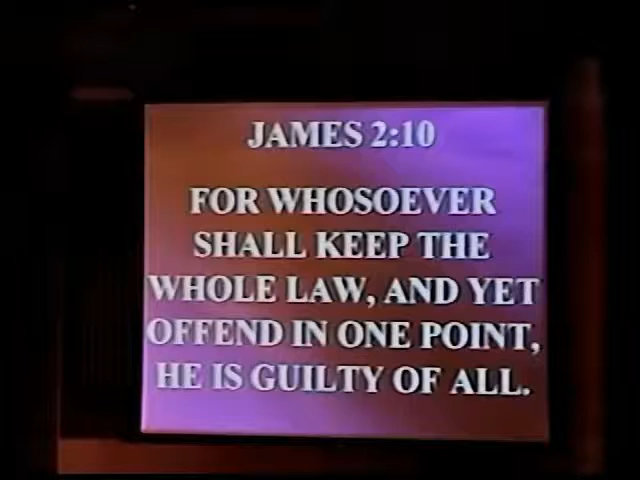 JAMES 2:10
FOR WHOSOEVER
SHALL KEEP THE
WHOLE LAW, AND YET
OFFEND IN ONE POINT,
HE IS GUILTY OF ALL.